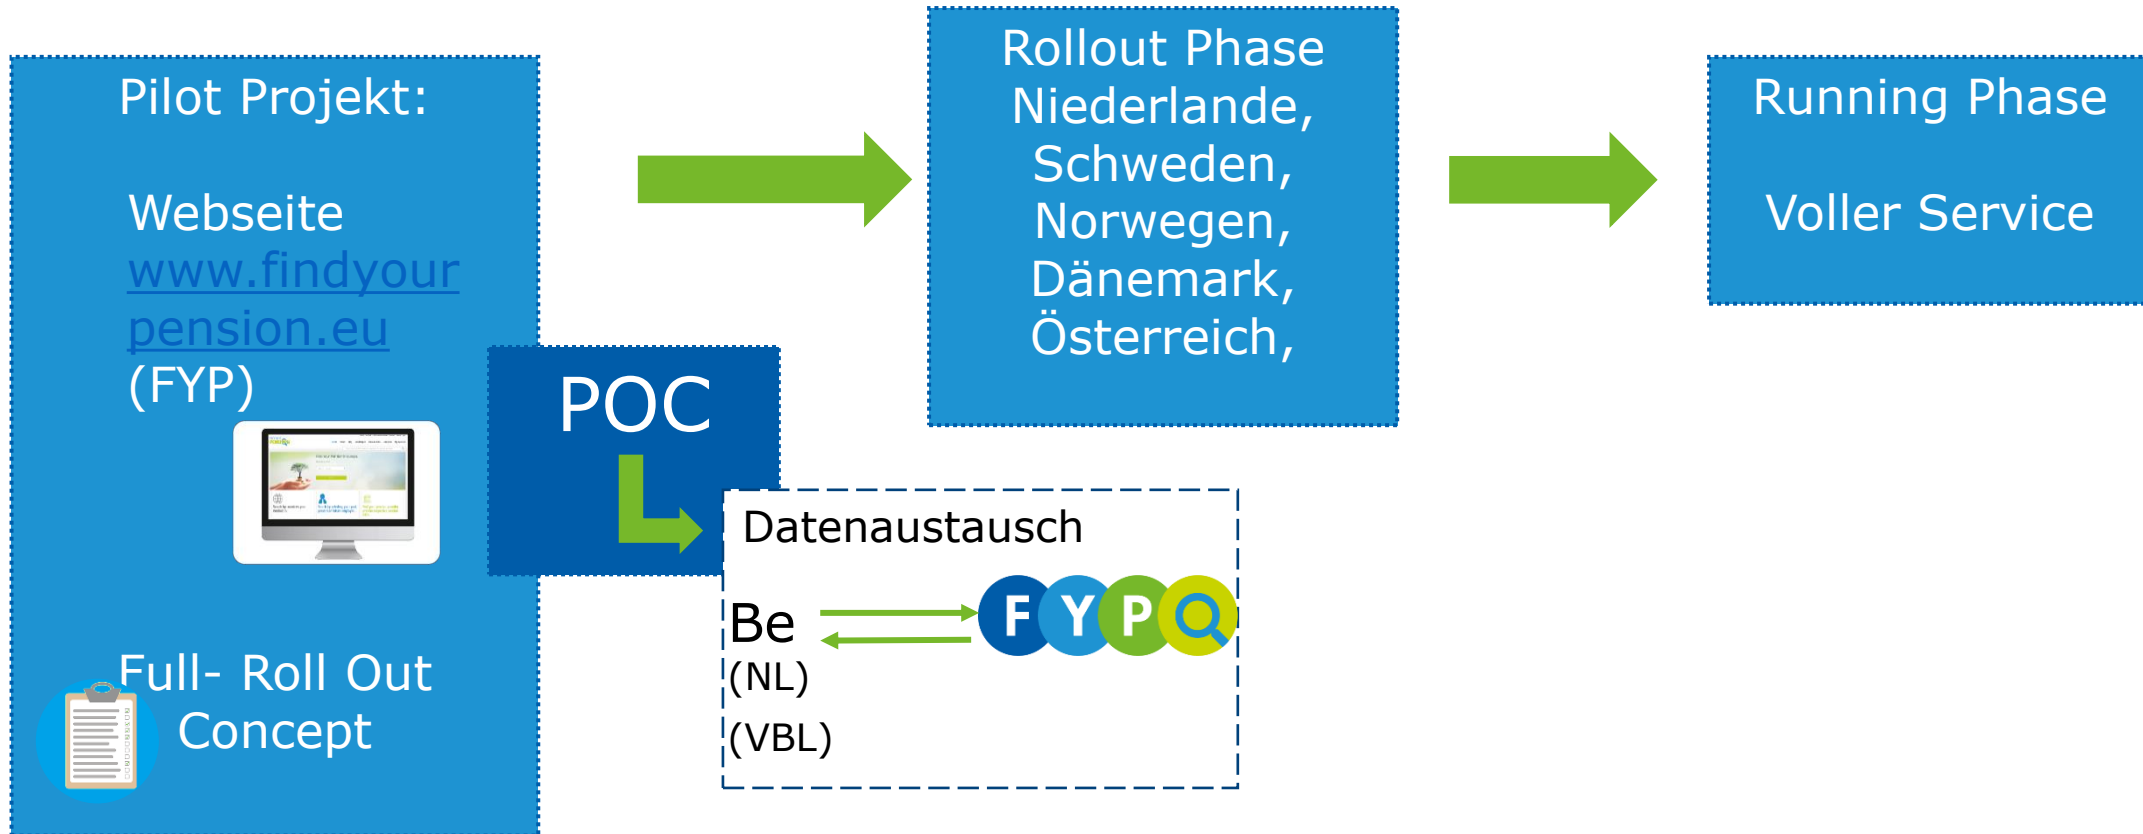 Pilot Projekt:
Webseite
www.findyour
pension.eu
(FYP)
Full- Roll Out
Concept
POC
Datenaustausch
Be
(NL)
(VBL)
F Y P
Rollout Phase
Niederlande,
Schweden,
Norwegen,
Dänemark,
Österreich,
Running Phase
Voller Service